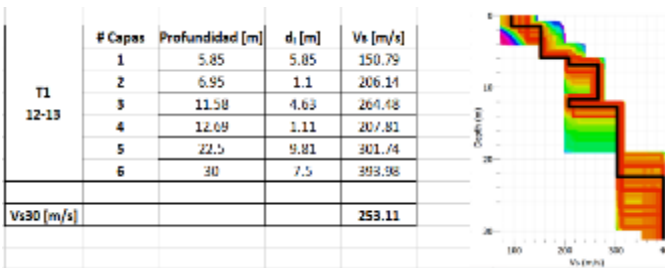 # Capas Profundidad [m] dᵢ [m] Vs [m/s]
T1
12-13
1 5.85 5.85 150.79
2 6.95 1.1 206.14
3 11.58 4.63 264.48
4 12.69 1.11 207.81
5 22.5 9.81 301.74
6 30 7.5 393.98
Vs30 [m/s] 253.11
0
10
20
30
Depth (m)
100 200 300
Vs (m/s)